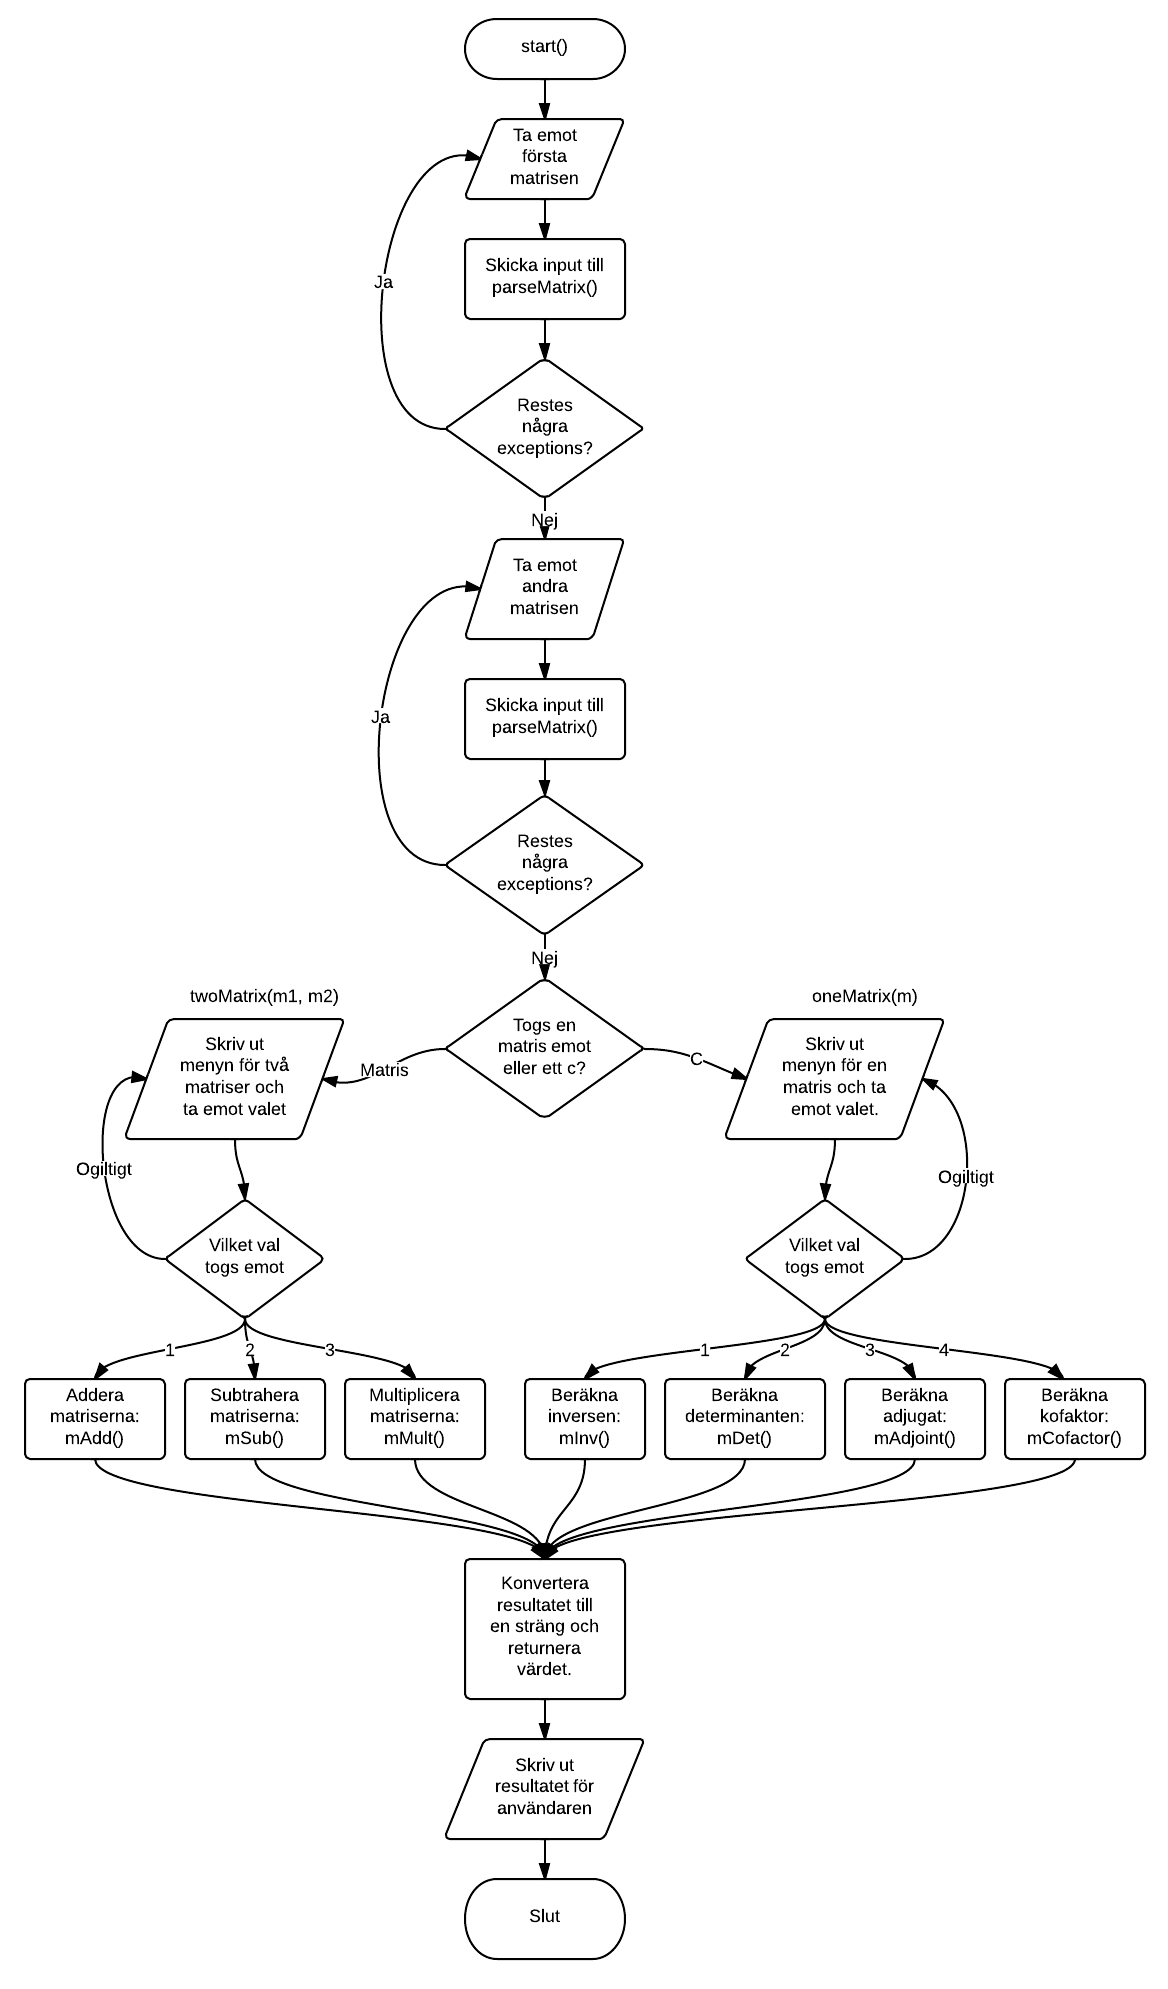 start()
Ta emot
första
matrisen
Skicka input till
parseMatrix()
Ja
Restes
några
exceptions?
Nej
Ta emot
andra
matrisen
Skicka input till
parseMatrix()
Ja
Restes
några
exceptions?
Nej
twoMatrix(m1, m2)
oneMatrix(m)
Togs en
matris emot
eller ett c?
Matris
C
Skriv ut
menyn för två
matriser och
ta emot valet
Skriv ut
menyn för en
matris och ta
emot valet.
Ogiltigt
Ogiltigt
Vilket val
togs emot
Vilket val
togs emot
1
2
3
1
2
3
4
Addera
matriserna:
mAdd()
Subtrahera
matriserna:
mSub()
Multiplicera
matriserna:
mMult()
Beräkna
inversen:
mInv()
Beräkna
determinanten:
mDet()
Beräkna
adjugat:
mAdjoint()
Beräkna
kofaktor:
mCofactor()
Konvertera
resultatet till
en sträng och
returnera
värdet.
Skriv ut
resultatet för
användaren
Slut